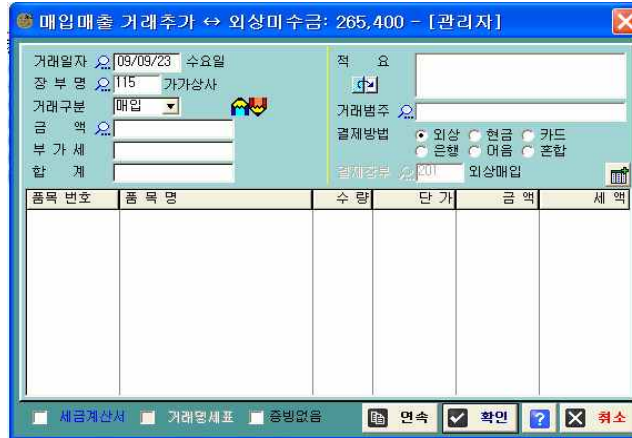 매입매출 거래추가 ↔ 외상미수금: 265,400 - [관리자]
거래일자 09/09/23 수요일
장 부 명 115 가가상사
거래구분 매입
금 액
부 가 세
합 계
적 요
거래범주
결제방법 외상 현금 카드
은행 어음 혼합
결제장부 201 외상매입
품목 번호 품 목 명 수 량 단 가 금 액 세 액
세금계산서 거래명세표 증빙없음 연속 확인 ? 취소